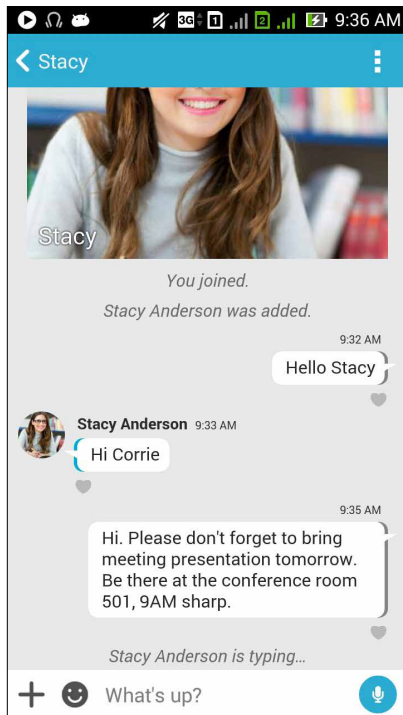 3G 1 2 9:36 AM
Stacy
Stacy
You joined.
Stacy Anderson was added.
9:32 AM
Hello Stacy
Stacy Anderson 9:33 AM
Hi Corrie
9:35 AM
Hi. Please don't forget to bring
meeting presentation tomorrow.
Be there at the conference room
501, 9AM sharp.
Stacy Anderson is typing...
What's up?